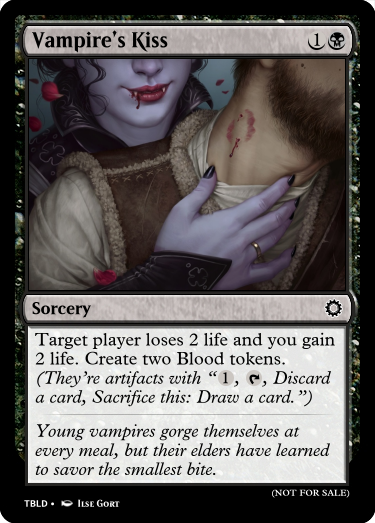 Vampire's Kiss 1
Sorcery
Target player loses 2 life and you gain
2 life. Create two Blood tokens.
(They're artifacts with “1, , Discard
a card, Sacrifice this: Draw a card.”)
Young vampires gorge themselves at
every meal, but their elders have learned
to savor the smallest bite.
(NOT FOR SALE)
TBLD • ILSE GORT